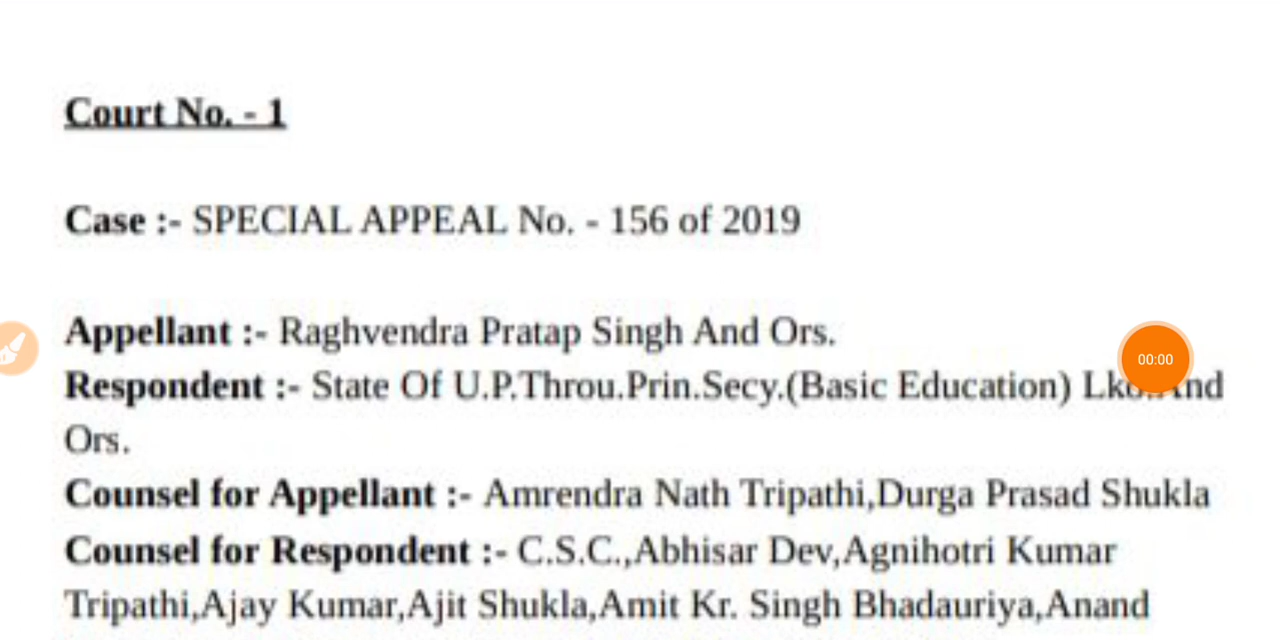 Court No. - 1
Case :- SPECIAL APPEAL No. - 156 of 2019
Appellant :- Raghvendra Pratap Singh And Ors.
Respondent :- State Of U.P.Throu.Prin.Secy.(Basic Education) And
00:00
Ors.
Counsel for Appellant :- Amrendra Nath Tripathi,Durga Prasad Shukla
Counsel for Respondent :- C.S.C.,Abhisar Dev,Agnihotri Kumar
Tripathi,Ajay Kumar,Ajit Shukla,Amit Kr. Singh Bhadauriya,Anand